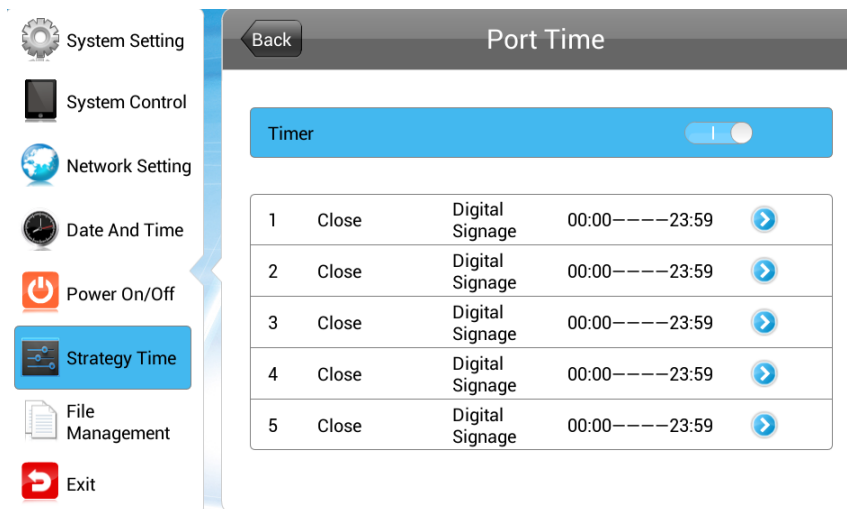 System Setting
System Control
Network Setting
Date And Time
Power On/Off
Strategy Time
File
Management
Exit
Back
Port Time
Timer
1 Close Digital Signage 00:00----23:59
2 Close Digital Signage 00:00----23:59
3 Close Digital Signage 00:00----23:59
4 Close Digital Signage 00:00----23:59
5 Close Digital Signage 00:00----23:59